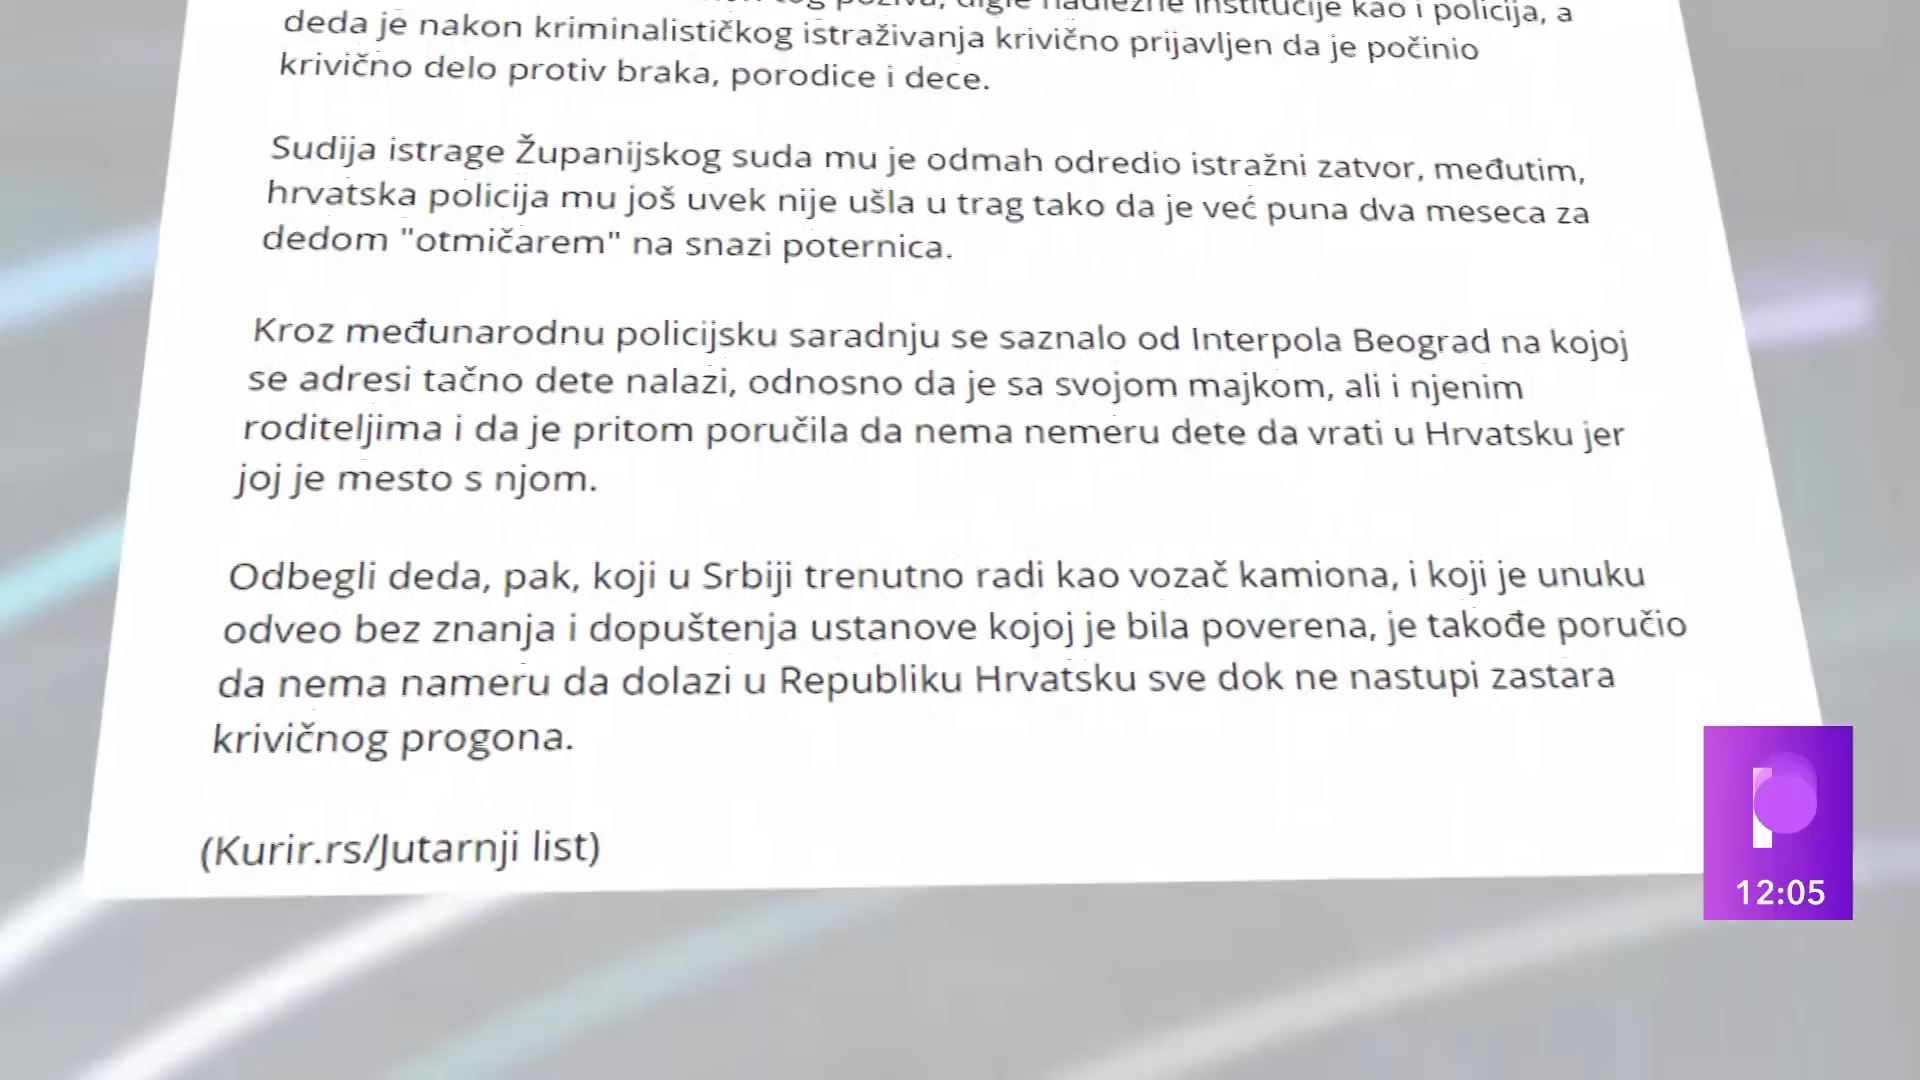 institucije kao i policija, a
deda je nakon kriminalističkog istraživanja krivično prijavljen da je počinio
krivično delo protiv braka, porodice i dece.
Sudija istrage Županijskog suda mu je odmah odredio istražni zatvor, međutim,
hrvatska policija mu još uvek nije ušla u trag tako da je već puna dva meseca za
dedom "otmičarem" na snazi poternica.
Kroz međunarodnu policijsku saradnju se saznalo od Interpola Beograd na kojoj
se adresi tačno dete nalazi, odnosno da je sa svojom majkom, ali i njenim
roditeljima i da je pritom poručila da nema nemeru dete da vrati u Hrvatsku jer
joj je mesto s njom.
Odbegli deda, pak, koji u Srbiji trenutno radi kao vozač kamiona, i koji je unuku
odveo bez znanja i dopuštenja ustanove kojoj je bila poverena, je takođe poručio
da nema nameru da dolazi u Republiku Hrvatsku sve dok ne nastupi zastara
krivičnog progona.
(Kurir.rs/Jutarnji list)
12:05